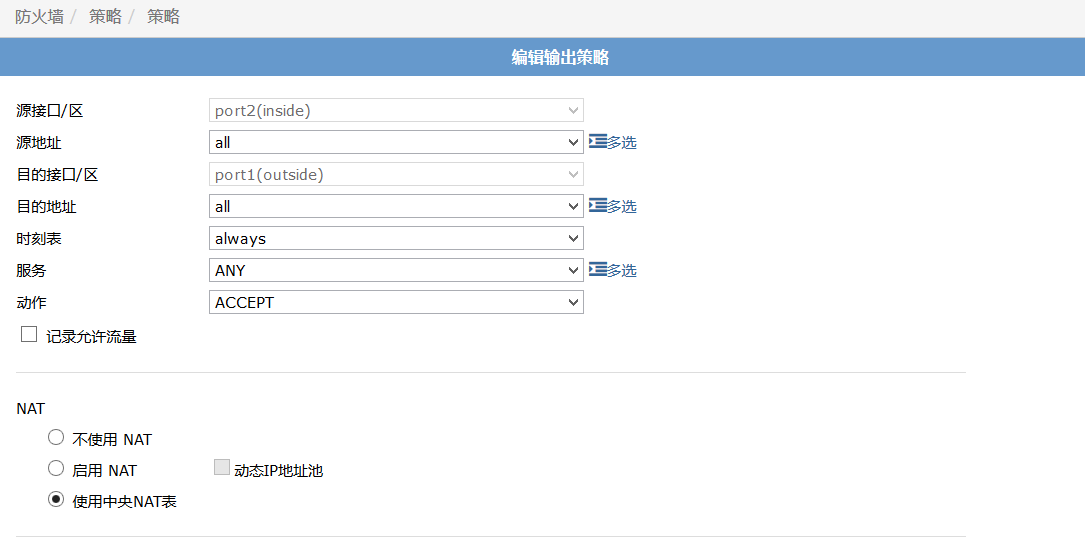 防火墙 / 策略 / 策略
编辑输出策略
源接口/区 port2(inside)
源地址 all 多选
目的接口/区 port1(outside)
目的地址 all 多选
时刻表 always
服务 ANY 多选
动作 ACCEPT
记录允许流量
NAT
不使用 NAT
启用 NAT 动态IP地址池
使用中央NAT表